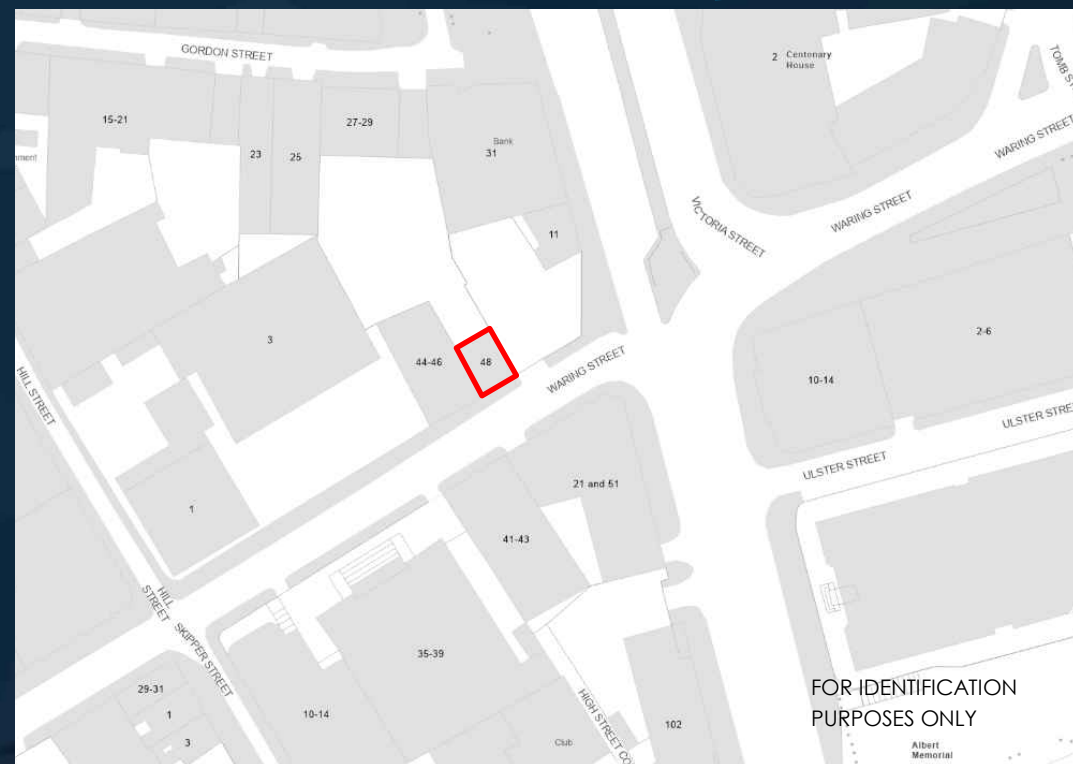 GORDON STREET
2 Centenary
House
TOMB
15-21
27-29
WARING STREET
Bank
31
23
25
11
VICTORIA STREET
WARING STREET
3
44-46
48
WARING STREET
2-6
10-14
HILL STREET
ULSTER STRE
ULSTER STREET
21 and 51
1
41-43
HILL
STREET
SKIPPER STREET
35-39
29-31
1
3
10-14
HIGH STREET CO
Club
102
FOR IDENTIFICATION
PURPOSES ONLY
Albert
Memorial